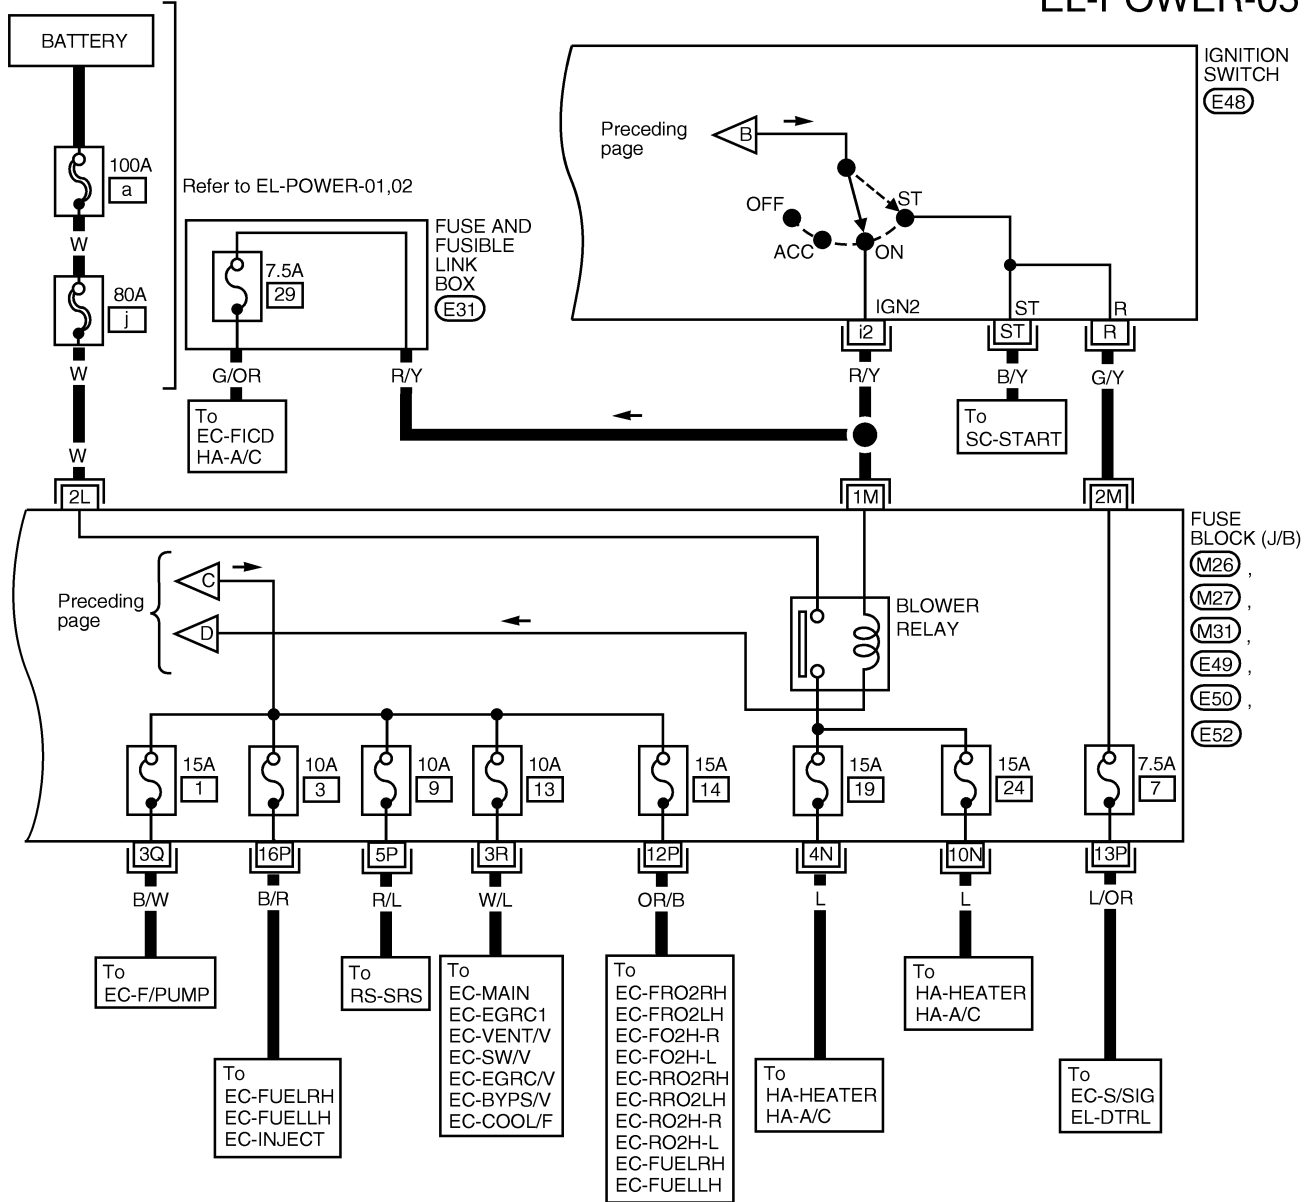 EL-POWER-03
BATTERY
100A
a
W
80A
j
W
W
2L
Refer to EL-POWER-01,02
7.5A
29
FUSE AND
FUSIBLE
LINK
BOX
E31
G/OR
R/Y
To
EC-FICD
HA-A/C
IGNITION
SWITCH
E48
Preceding
page
B
OFF
ACC
ON
ST
IGN2
ST
R
i2
ST
R
R/Y
B/Y
G/Y
To
SC-START
1M
2M
FUSE
BLOCK (J/B)
M26 ,
M27 ,
M31 ,
E49 ,
E50 ,
E52
Preceding
page
C
D
BLOWER
RELAY
15A
1
10A
3
10A
9
10A
13
15A
14
15A
19
15A
24
7.5A
7
3Q
16P
5P
3R
12P
4N
10N
13P
B/W
B/R
R/L
W/L
OR/B
L
L
L/OR
To
EC-F/PUMP
To
EC-FUELRH
EC-FUELLH
EC-INJECT
To
RS-SRS
To
EC-MAIN
EC-EGRC1
EC-VENT/V
EC-SW/V
EC-EGRC/V
EC-BYPS/V
EC-COOL/F
To
EC-FRO2RH
EC-FRO2LH
EC-FO2H-R
EC-FO2H-L
EC-RRO2RH
EC-RRO2LH
EC-RO2H-R
EC-RO2H-L
EC-FUELRH
EC-FUELLH
To
HA-HEATER
HA-A/C
To
HA-HEATER
HA-A/C
To
EC-S/SIG
EL-DTRL